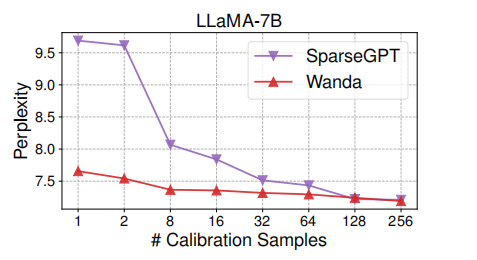 LLaMA-7B
SparseGPT
Wanda
Perplexity
9.5
9.0
8.5
8.0
7.5
1 2 8 16 32 64 128 256
# Calibration Samples